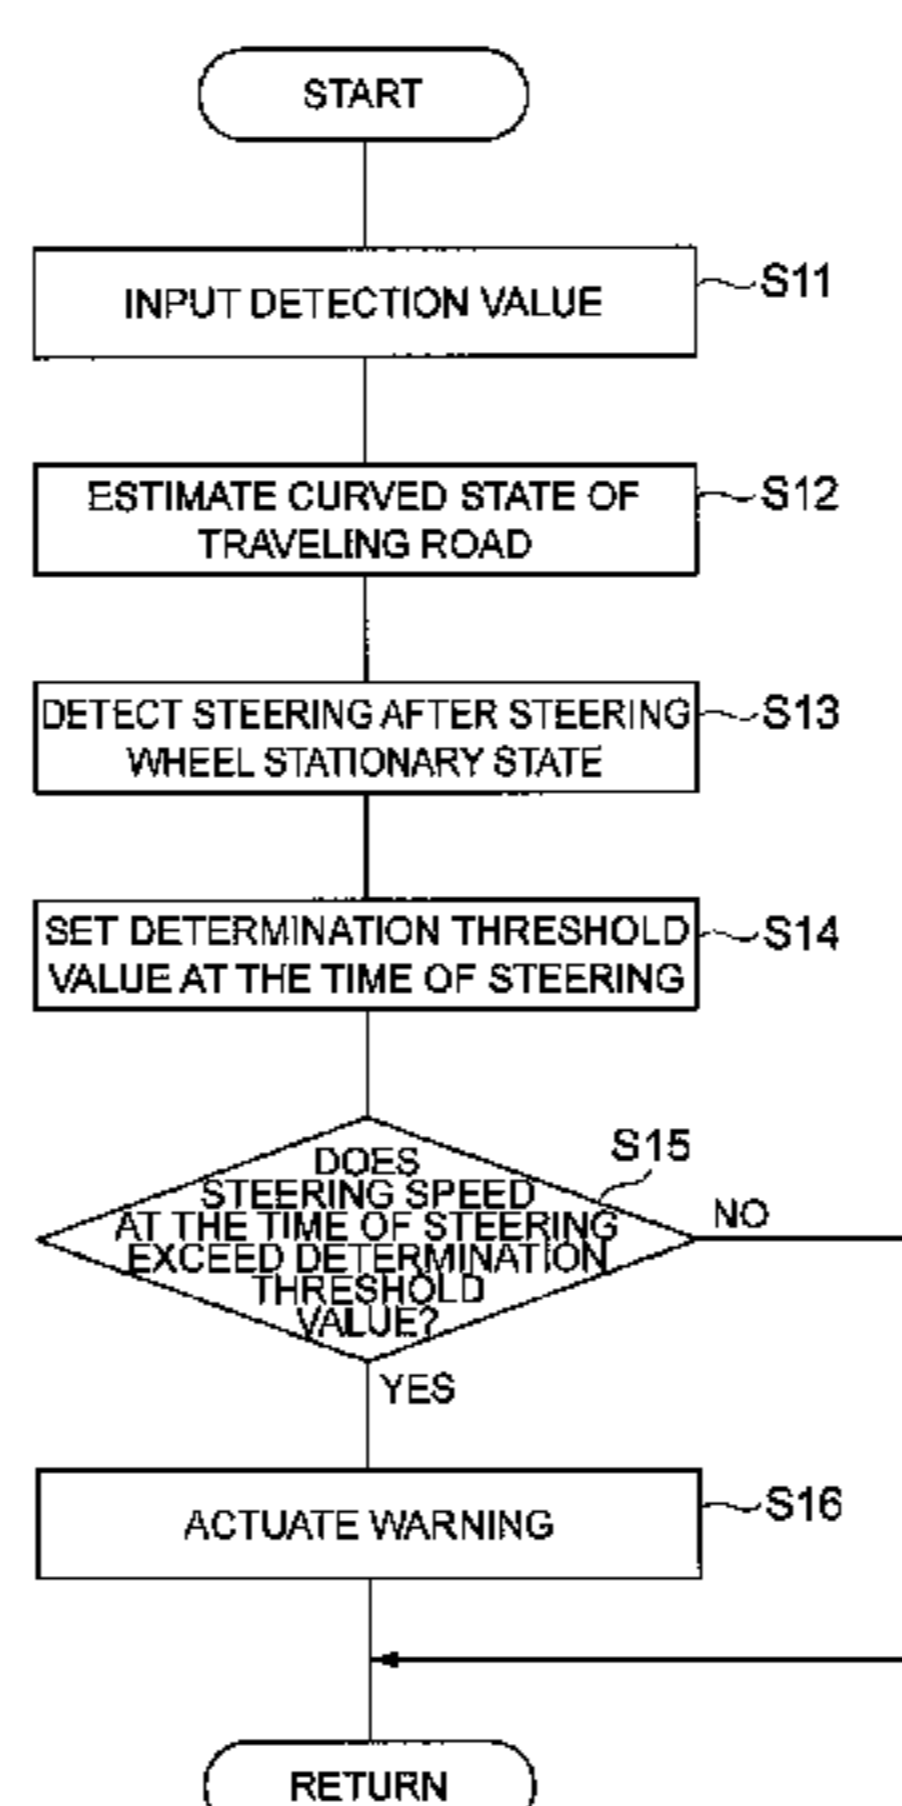 START
INPUT DETECTION VALUE
S11
ESTIMATE CURVED STATE OF
TRAVELING ROAD
S12
DETECT STEERING AFTER STEERING
WHEEL STATIONARY STATE
S13
SET DETERMINATION THRESHOLD
VALUE AT THE TIME OF STEERING
S14
DOES
STEERING SPEED
AT THE TIME OF STEERING
EXCEED DETERMINATION
THRESHOLD
VALUE?
S15
NO
YES
ACTUATE WARNING
S16
RETURN